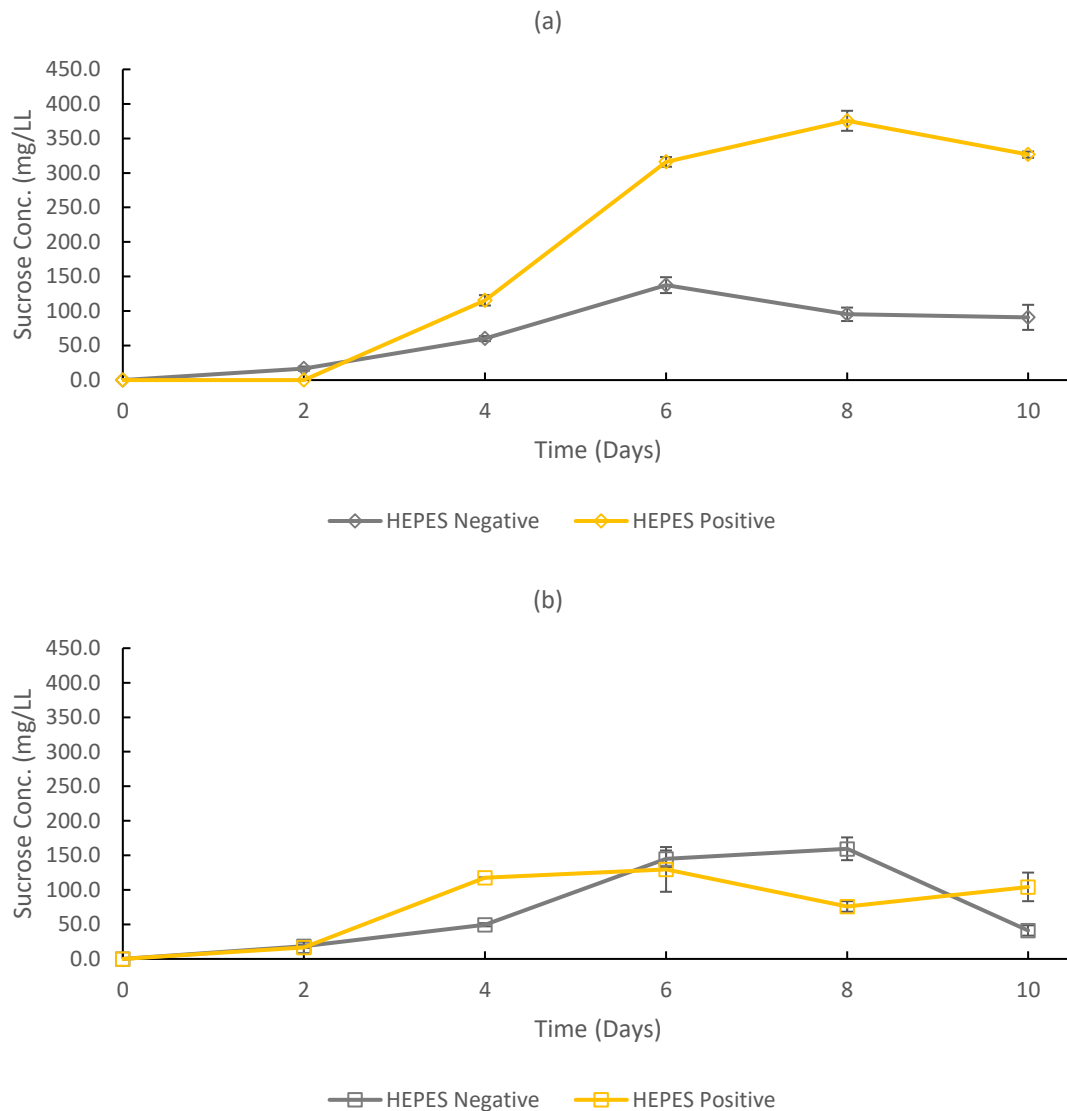 (a)
Sucrose Conc. (mg/LL)
450.0
400.0
350.0
300.0
250.0
200.0
150.0
100.0
50.0
0.0
0 2 4 6 8 10
Time (Days)
HEPES Negative HEPES Positive
(b)
Sucrose Conc. (mg/LL)
450.0
400.0
350.0
300.0
250.0
200.0
150.0
100.0
50.0
0.0
0 2 4 6 8 10
Time (Days)
HEPES Negative HEPES Positive